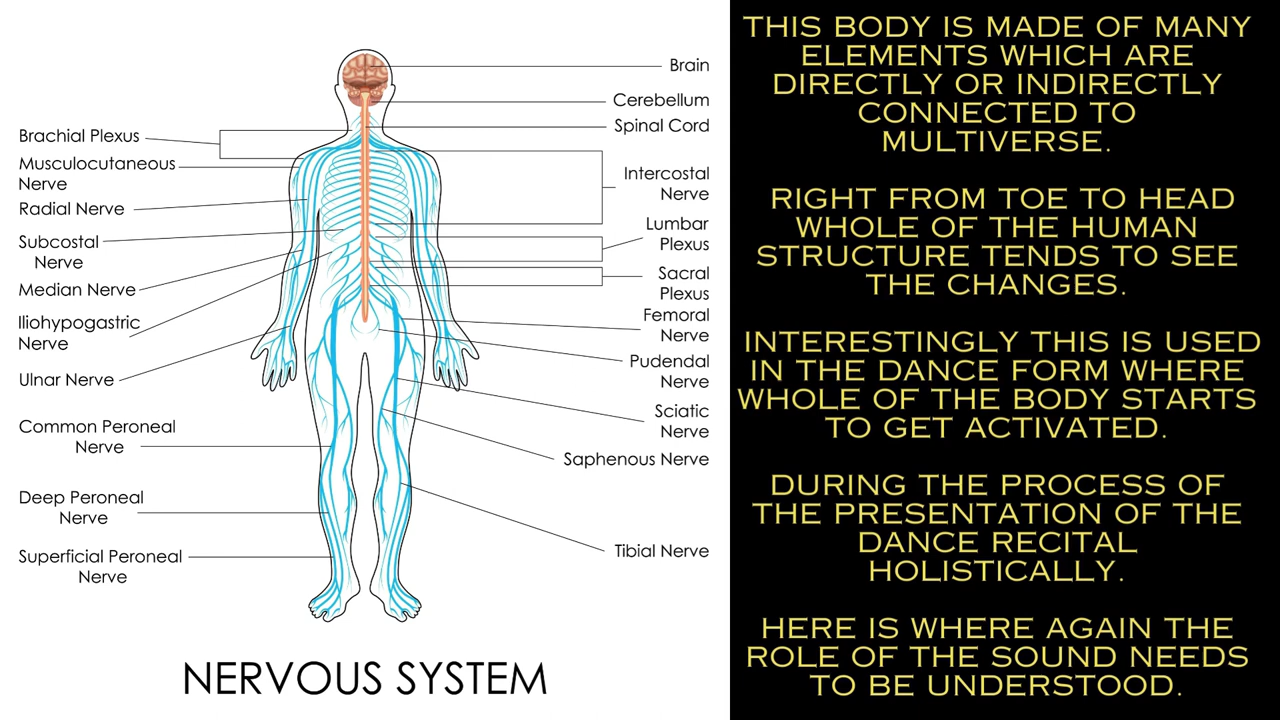 Brain
Cerebellum
Spinal Cord
Intercostal
Nerve
Lumbar
Plexus
Sacral
Plexus
Femoral
Nerve
Pudendal
Nerve
Sciatic
Nerve
Saphenous Nerve
Tibial Nerve
Brachial Plexus
Musculocutaneous
Nerve
Radial Nerve
Subcostal
Nerve
Median Nerve
Iliohypogastric
Nerve
Ulnar Nerve
Common Peroneal
Nerve
Deep Peroneal
Nerve
Superficial Peroneal
Nerve
NERVOUS SYSTEM
THIS BODY IS MADE OF MANY
ELEMENTS WHICH ARE
DIRECTLY OR INDIRECTLY
CONNECTED TO
MULTIVERSE.
RIGHT FROM TOE TO HEAD
WHOLE OF THE HUMAN
STRUCTURE TENDS TO SEE
THE CHANGES.
INTERESTINGLY THIS IS USED
IN THE DANCE FORM WHERE
WHOLE OF THE BODY STARTS
TO GET ACTIVATED.
DURING THE PROCESS OF
THE PRESENTATION OF THE
DANCE RECITAL
HOLISTICALLY.
HERE IS WHERE AGAIN THE
ROLE OF THE SOUND NEEDS
TO BE UNDERSTOOD.